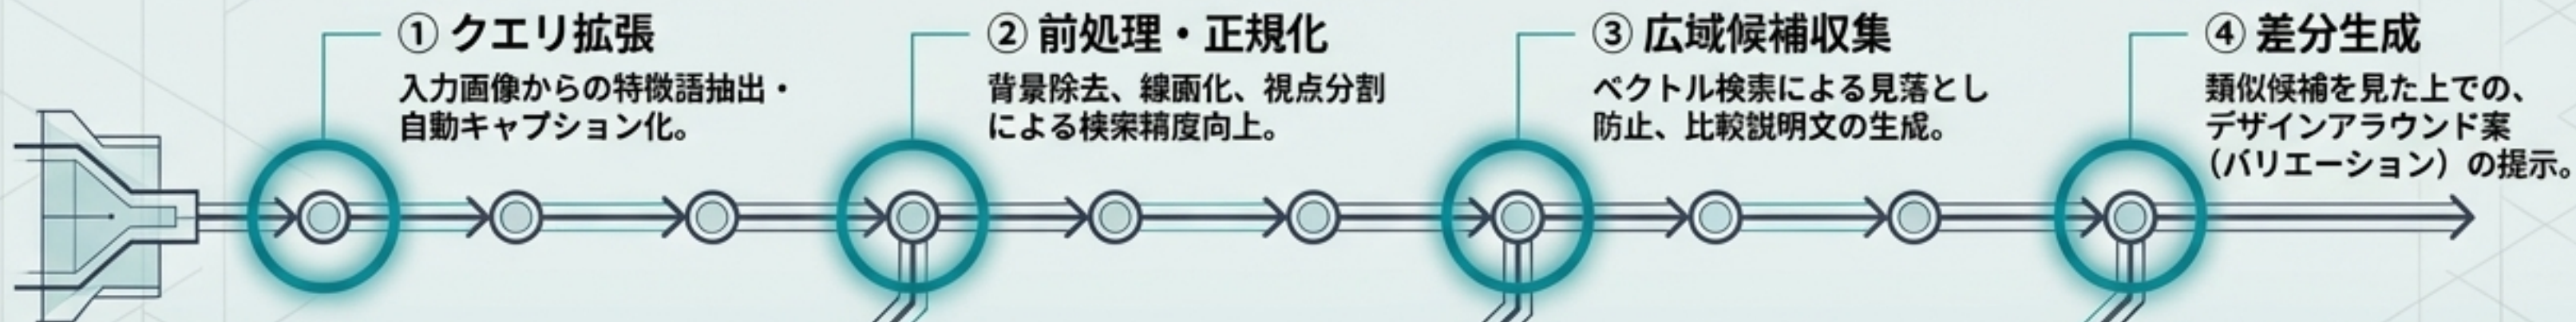 ① クエリ拡張
入力画像からの特徴語抽出・
自動キャプション化。
② 前処理・正規化
背景除去、線画化、視点分割
による検索精度向上。
③ 広域候補収集
ベクトル検索による見落とし
防止、比較説明文の生成。
④ 差分生成
類似候補を見た上での、
デザインアラウンド案
（バリエーション）の提示。